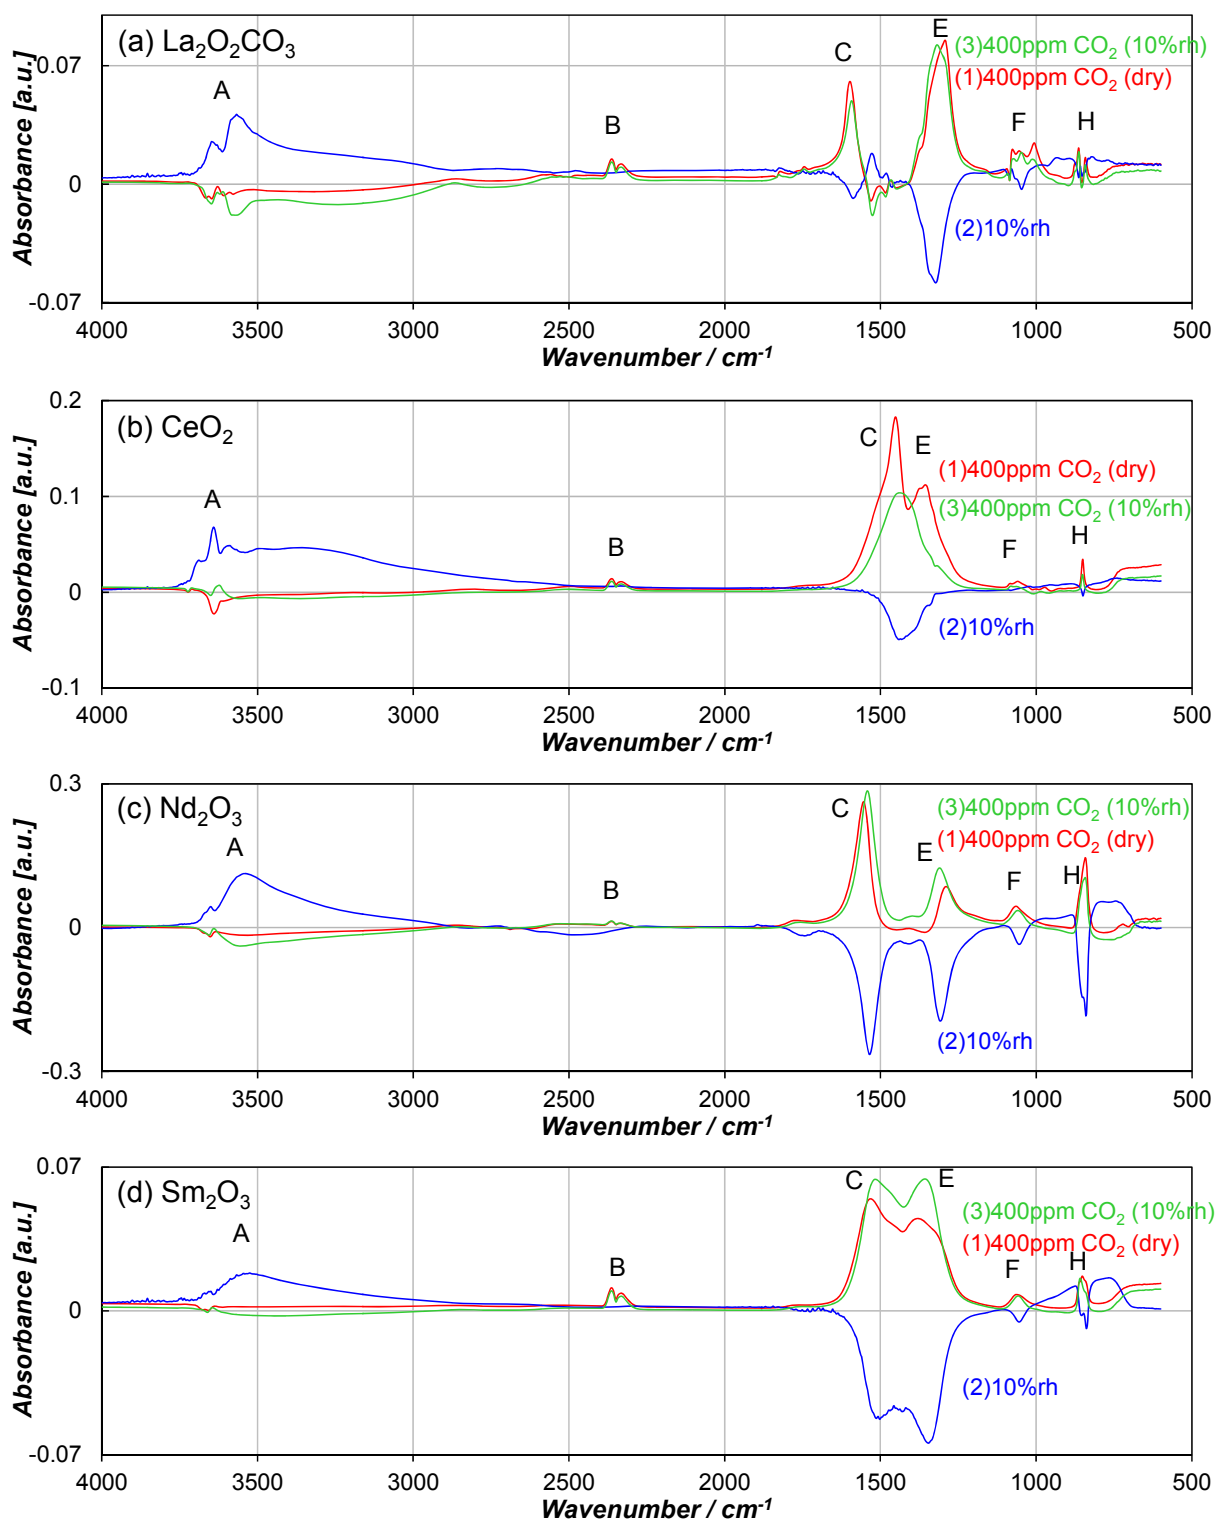 (a) La₂O₂CO₃
E
(3)400ppm CO₂ (10%rh)
C
0.07
(1)400ppm CO₂ (dry)
A
F
H
B
0
(2)10%rh
-0.07
4000 3500 3000 2500 2000 1500 1000 500
Absorbance [a.u.]
Wavenumber / cm⁻¹
0.2
(b) CeO₂
C E
(1)400ppm CO₂ (dry)
0.1
A
(3)400ppm CO₂ (10%rh)
B
F
H
0
(2)10%rh
-0.1
4000 3500 3000 2500 2000 1500 1000 500
Absorbance [a.u.]
Wavenumber / cm⁻¹
0.3
(c) Nd₂O₃
C
(3)400ppm CO₂ (10%rh)
A
E
(1)400ppm CO₂ (dry)
B
F
H
0
(2)10%rh
-0.3
4000 3500 3000 2500 2000 1500 1000 500
Absorbance [a.u.]
Wavenumber / cm⁻¹
0.07
(d) Sm₂O₃
C E
(3)400ppm CO₂ (10%rh)
A
(1)400ppm CO₂ (dry)
B
F
H
0
(2)10%rh
-0.07
4000 3500 3000 2500 2000 1500 1000 500
Absorbance [a.u.]
Wavenumber / cm⁻¹